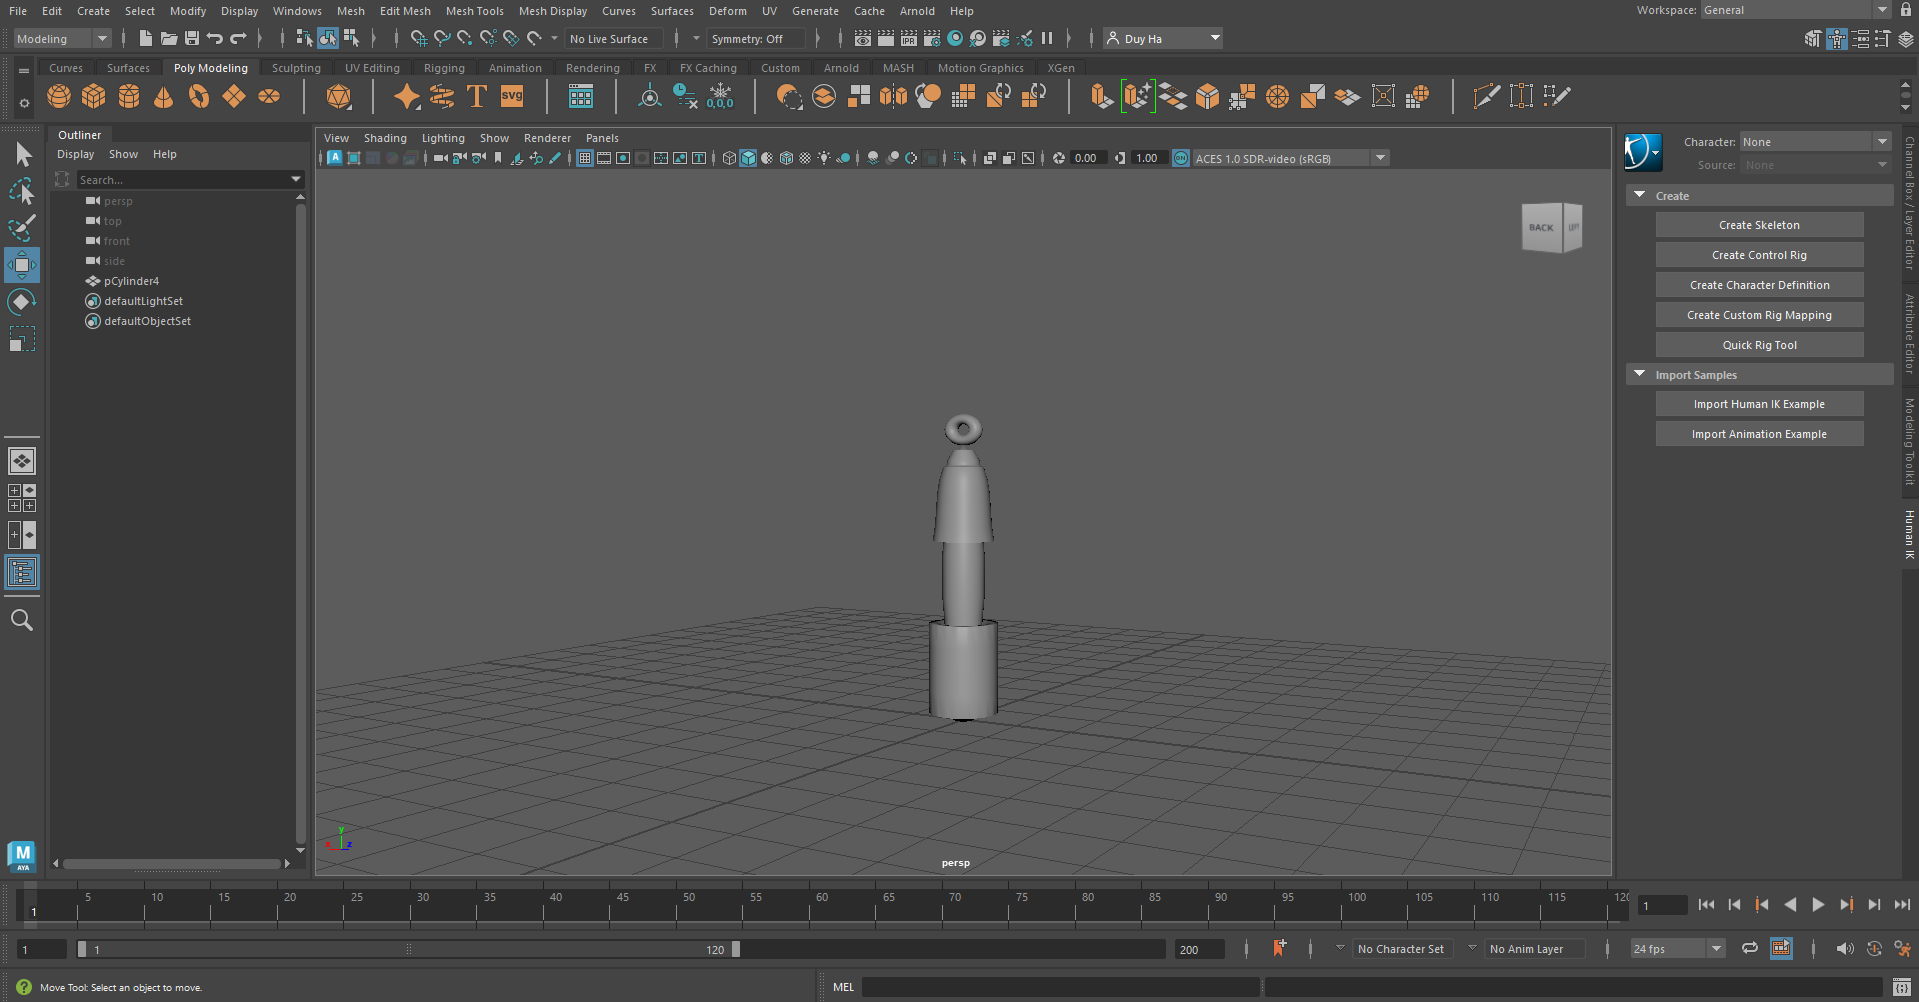 File Edit Create Select Modify Display Windows Mesh Edit Mesh Mesh Tools Mesh Display Curves Surfaces Deform UV Generate Cache Arnold Help
Workspace: General
Modeling
No Live Surface
Symmetry: Off
Duy Ha
Curves Surfaces Poly Modeling Sculpting UV Editing Rigging Animation Rendering FX FX Caching Custom Arnold MASH Motion Graphics XGen
SVG
0,0,0
IPR
Outliner
Display Show Help
Search...
persp
top
front
side
pCylinder4
defaultLightSet
defaultObjectSet
View Shading Lighting Show Renderer Panels
0.00
1.00
ACES 1.0 SDR-video (sRGB)
BACK
LEFT
y
x
z
persp
Character: None
Source: None
Create
Create Skeleton
Create Control Rig
Create Character Definition
Create Custom Rig Mapping
Quick Rig Tool
Import Samples
Import Human IK Example
Import Animation Example
Channel Box / Layer Editor
Attribute Editor
Modeling Toolkit
Human IK
M
AYA
1
5 10 15 20 25 30 35 40 45 50 55 60 65 70 75 80 85 90 95 100 105 110 115 120
1
1
1
120
200
No Character Set
No Anim Layer
24 fps
Move Tool: Select an object to move.
MEL